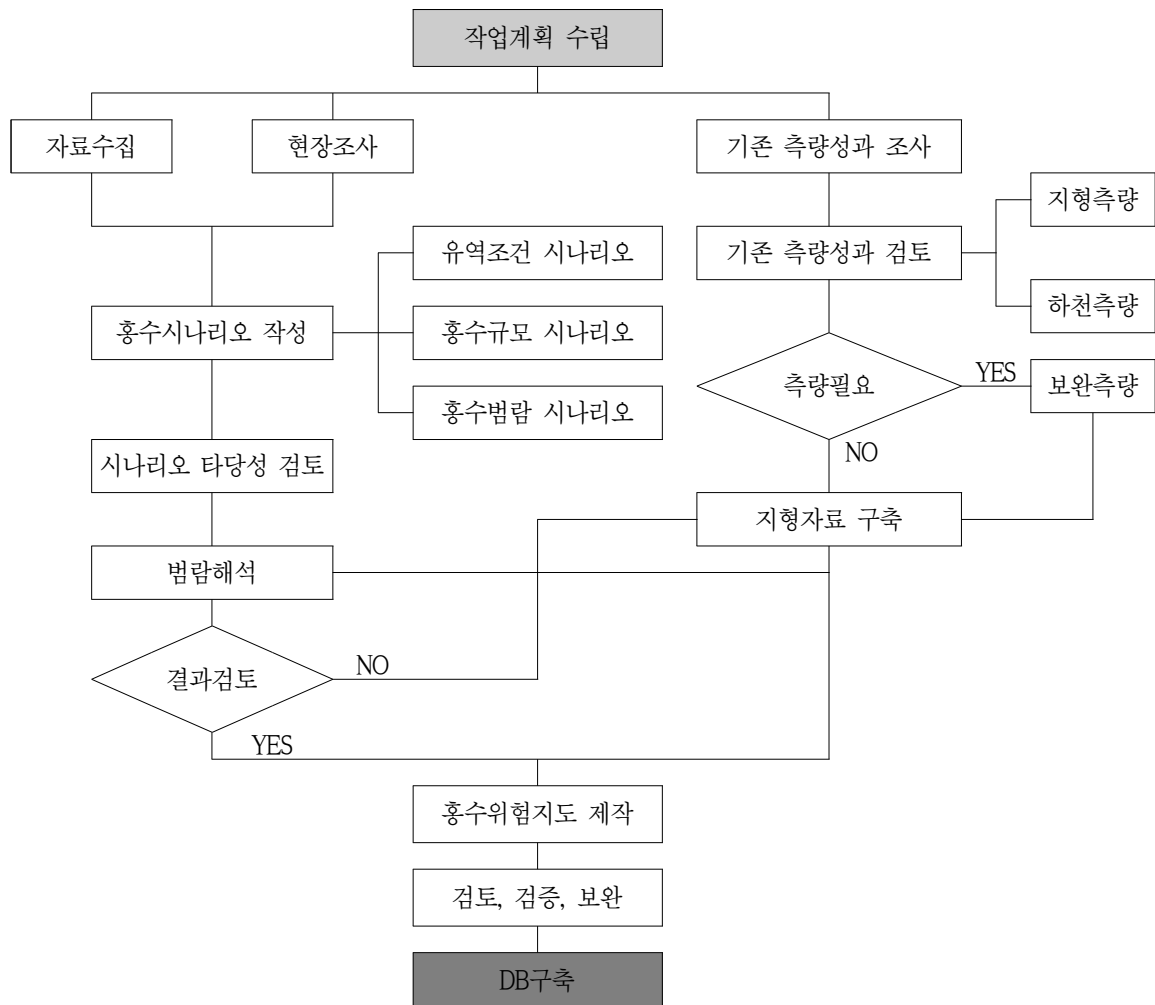 작업계획 수립
자료수집
현장조사
기존 측량성과 조사
지형측량
유역조건 시나리오
기존 측량성과 검토
하천측량
홍수시나리오 작성
홍수규모 시나리오
측량필요
YES
보완측량
홍수범람 시나리오
NO
시나리오 타당성 검토
지형자료 구축
범람해석
결과검토
NO
YES
홍수위험지도 제작
검토, 검증, 보완
DB구축